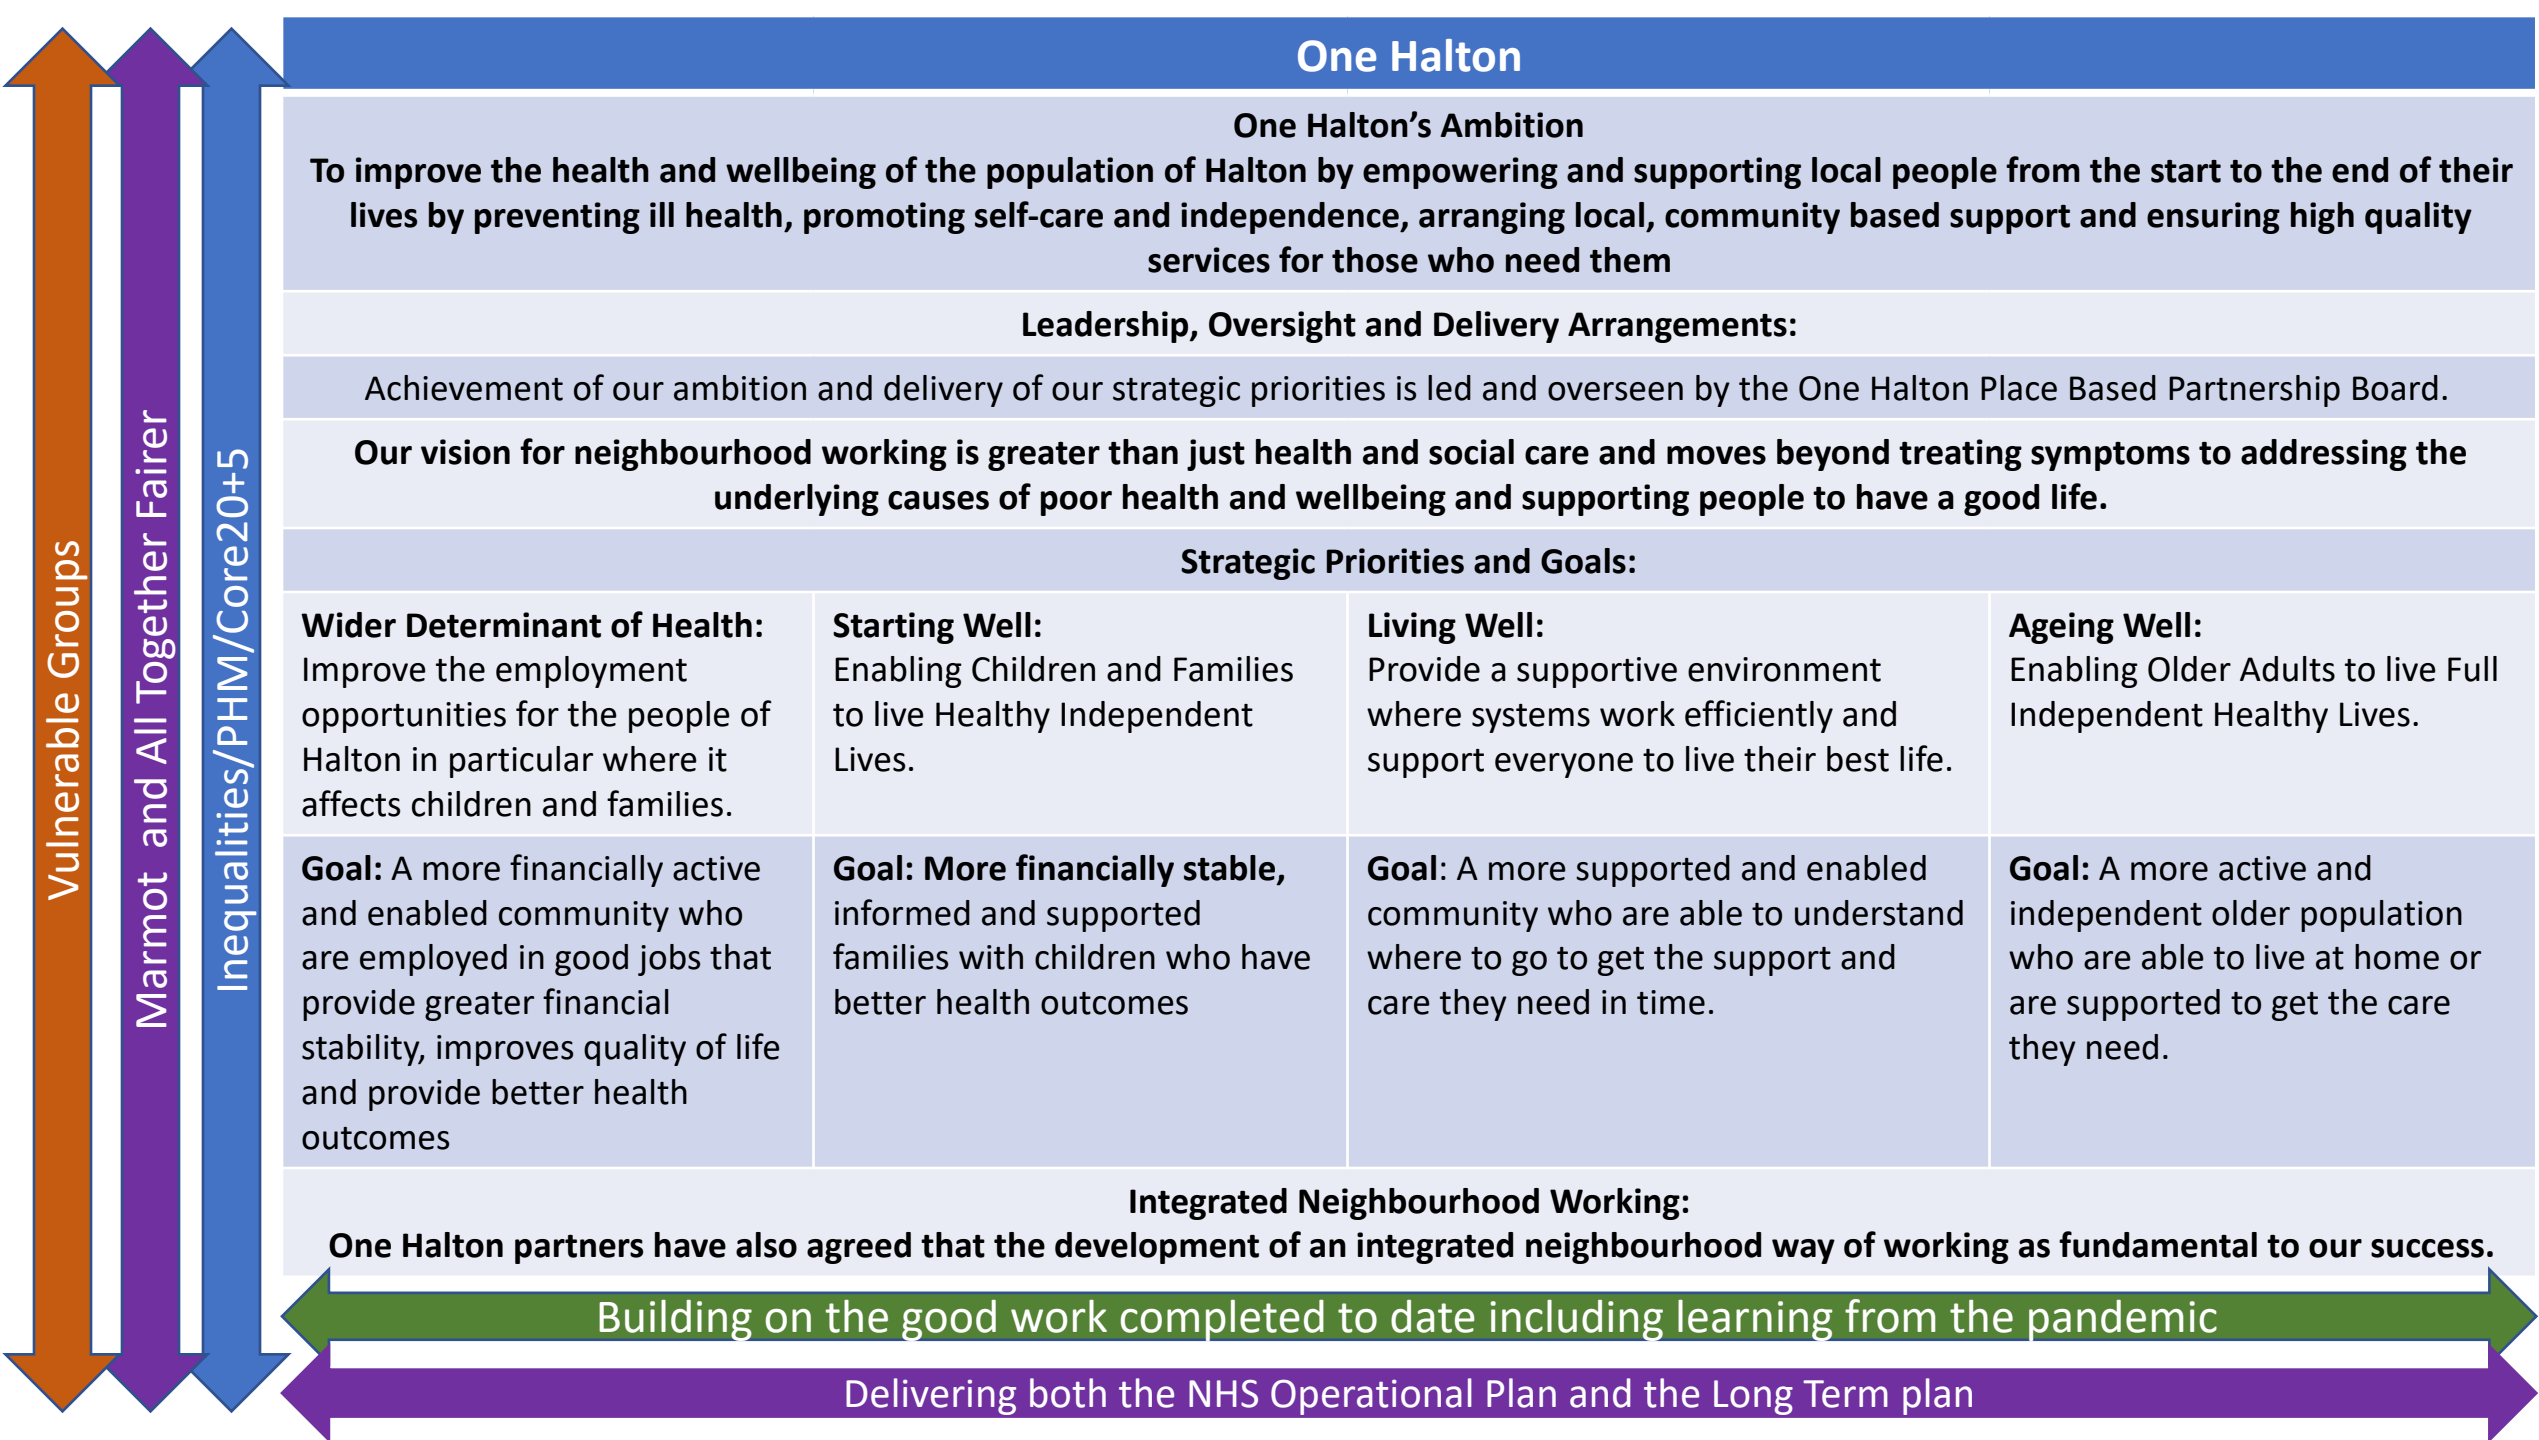 One Halton
One Halton’s Ambition
To improve the health and wellbeing of the population of Halton by empowering and supporting local people from the start to the end of their
lives by preventing ill health, promoting self-care and independence, arranging local, community based support and ensuring high quality
services for those who need them
Leadership, Oversight and Delivery Arrangements:
Achievement of our ambition and delivery of our strategic priorities is led and overseen by the One Halton Place Based Partnership Board.
Our vision for neighbourhood working is greater than just health and social care and moves beyond treating symptoms to addressing the
underlying causes of poor health and wellbeing and supporting people to have a good life.
Strategic Priorities and Goals:
Wider Determinant of Health:
Improve the employment
opportunities for the people of
Halton in particular where it
affects children and families.
Starting Well:
Enabling Children and Families
to live Healthy Independent
Lives.
Living Well:
Provide a supportive environment
where systems work efficiently and
support everyone to live their best life.
Ageing Well:
Enabling Older Adults to live Full
Independent Healthy Lives.
Goal: A more financially active
and enabled community who
are employed in good jobs that
provide greater financial
stability, improves quality of life
and provide better health
outcomes
Goal: More financially stable,
informed and supported
families with children who have
better health outcomes
Goal: A more supported and enabled
community who are able to understand
where to go to get the support and
care they need in time.
Goal: A more active and
independent older population
who are able to live at home or
are supported to get the care
they need.
Integrated Neighbourhood Working:
One Halton partners have also agreed that the development of an integrated neighbourhood way of working as fundamental to our success.
Building on the good work completed to date including learning from the pandemic
Delivering both the NHS Operational Plan and the Long Term plan
Vulnerable Groups
Marmot and All Together Fairer
Inequalities/PHM/Core20+5